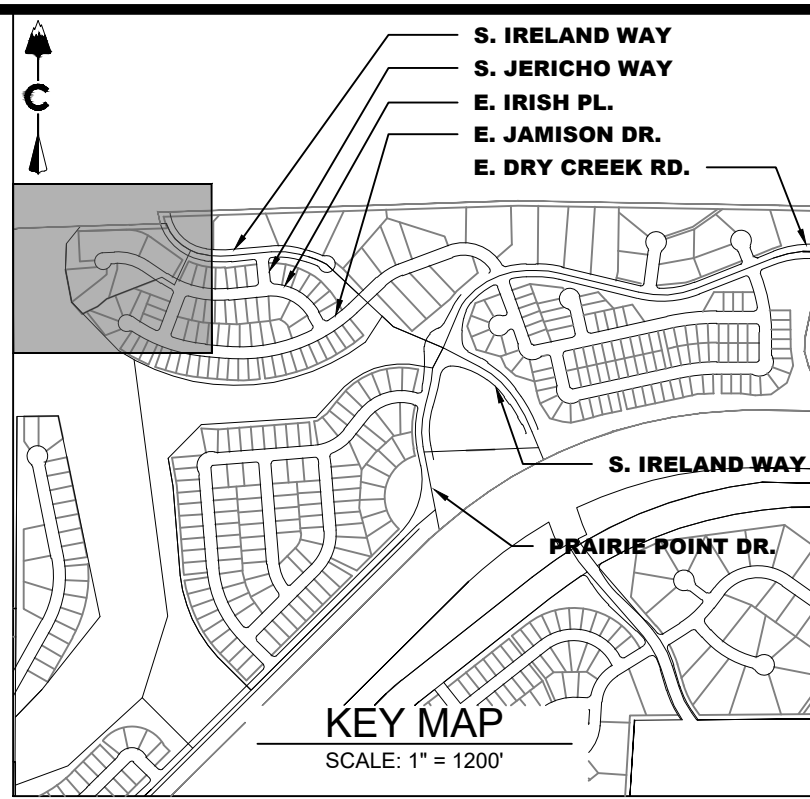 S. IRELAND WAY
S. JERICHO WAY
E. IRISH PL.
E. JAMISON DR.
E. DRY CREEK RD.
C
S. IRELAND WAY
PRAIRIE POINT DR.
KEY MAP
SCALE: 1" = 1200'